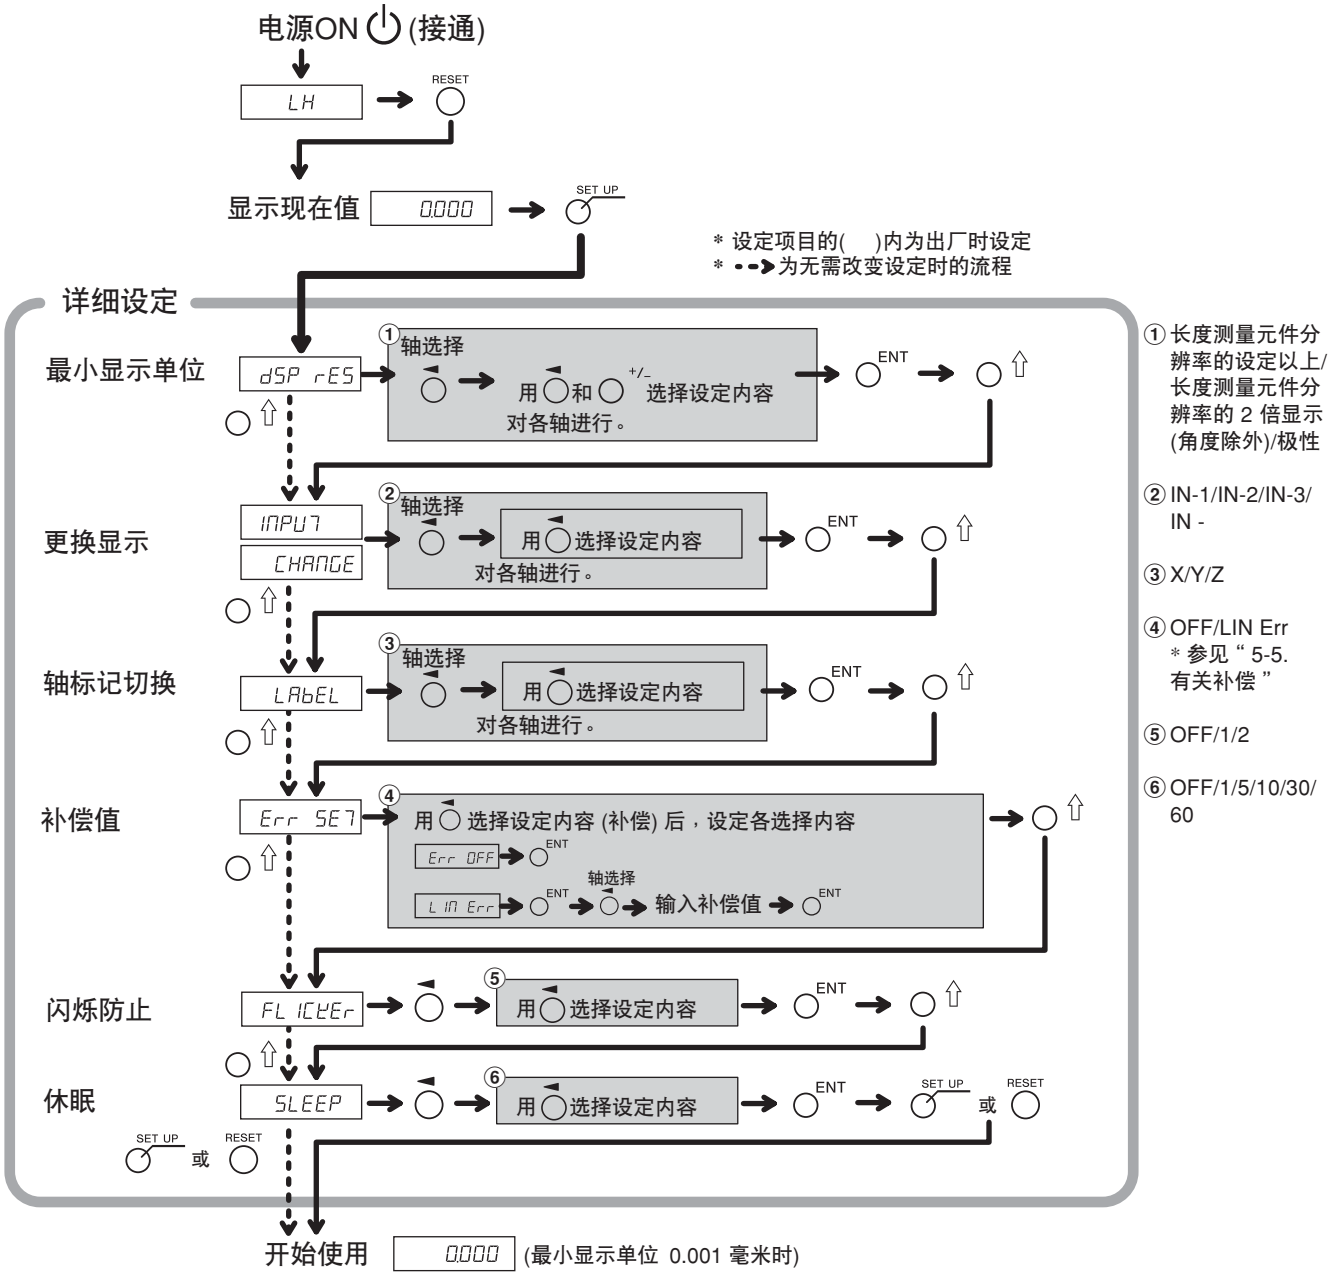 电源ON (接通)
LH
RESET
显示现在值 0.000
SET UP
* 设定项目的( )内为出厂时设定
* 为无需改变设定时的流程
详细设定
最小显示单位
dSP rES
① 轴选择
用 和 +/- 选择设定内容
对各轴进行。
ENT
更换显示
INPUT
CHANGE
② 轴选择
用 选择设定内容
对各轴进行。
ENT
轴标记切换
LAbEL
③ 轴选择
用 选择设定内容
对各轴进行。
ENT
补偿值
Err SET
④
用 选择设定内容 (补偿) 后，设定各选择内容
Err OFF ENT
LIN Err ENT 轴选择 输入补偿值 ENT
闪烁防止
FLICKEr
⑤
用 选择设定内容
ENT
休眠
SLEEP
⑥
用 选择设定内容
ENT
SET UP 或 RESET
SET UP 或 RESET
开始使用 0.000 (最小显示单位 0.001 毫米时)
① 长度测量元件分
辨率的设定以上/
长度测量元件分
辨率的 2 倍显示
(角度除外)/极性
② IN-1/IN-2/IN-3/
IN -
③ X/Y/Z
④ OFF/LIN Err
* 参见“ 5-5.
有关补偿 ”
⑤ OFF/1/2
⑥ OFF/1/5/10/30/
60